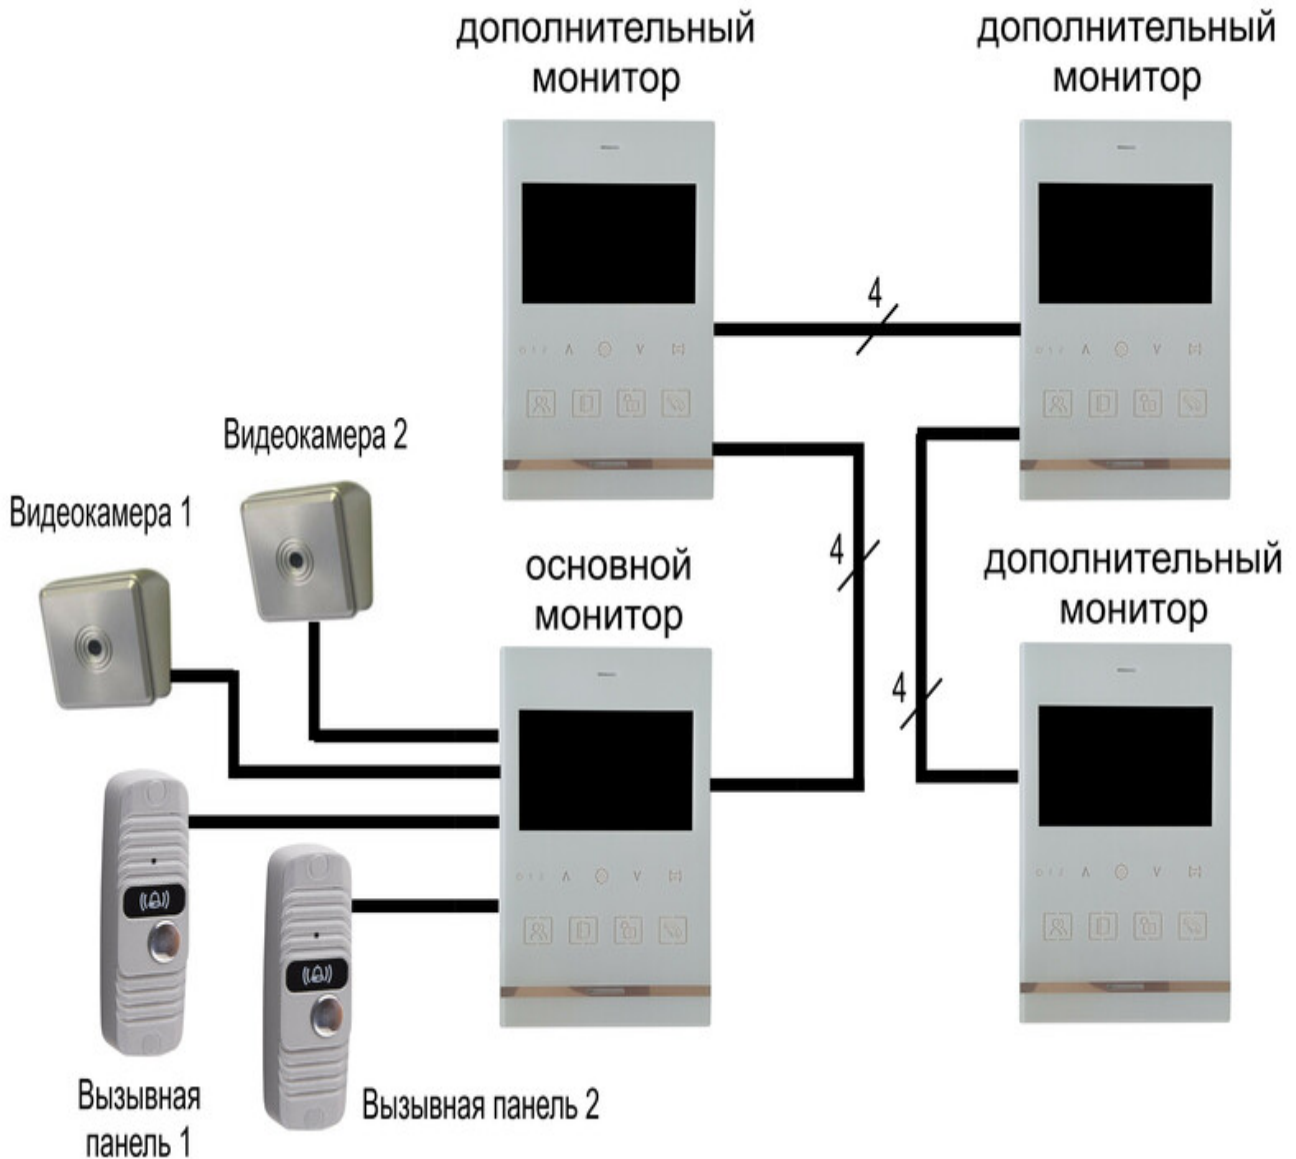 дополнительный
монитор
дополнительный
монитор
4
Видеокамера 2
Видеокамера 1
4
основной
монитор
дополнительный
монитор
4
Вызывная
панель 1
Вызывная панель 2